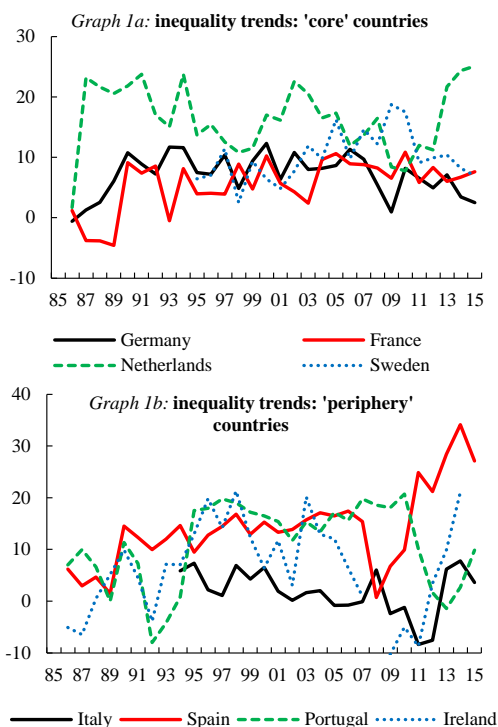 Graph 1a: inequality trends: 'core' countries
30
20
10
0
-10
85 87 89 91 93 95 97 99 01 03 05 07 09 11 13 15
Germany France
Netherlands Sweden
Graph 1b: inequality trends: 'periphery'
countries
40
30
20
10
0
-10
85 87 89 91 93 95 97 99 01 03 05 07 09 11 13 15
Italy Spain Portugal Ireland